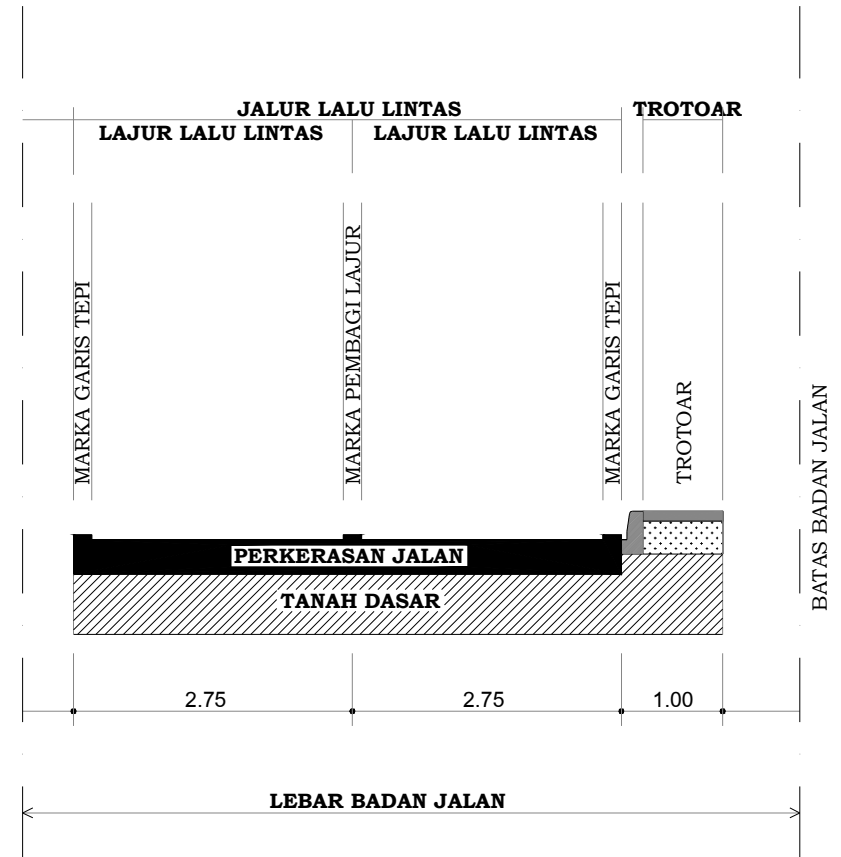 JALUR LALU LINTAS
TROTOAR
LAJUR LALU LINTAS
LAJUR LALU LINTAS
MARKA GARIS TEPI
MARKA PEMBAGI LAJUR
MARKA GARIS TEPI
TROTOAR
BATAS BADAN JALAN
PERKERASAN JALAN
TANAH DASAR
2.75
2.75
1.00
LEBAR BADAN JALAN